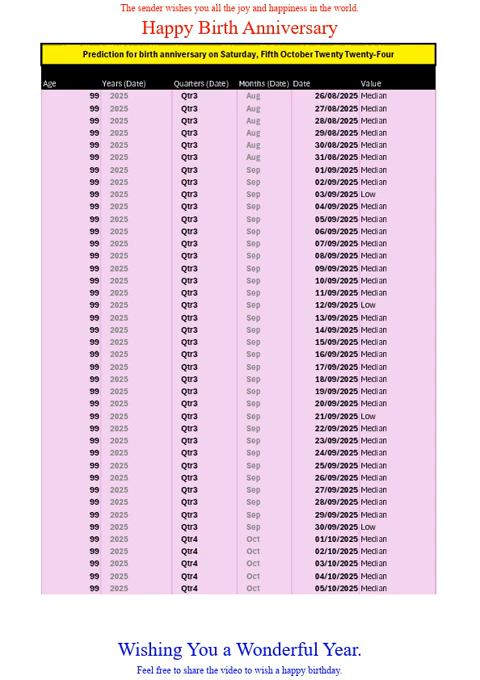 The sender wishes you all the joy and happiness in the world.
Happy Birth Anniversary
Prediction for birth anniversary on Saturday, Fifth October Twenty Twenty-Four
Age Years (Date) Quarters (Date) Months (Date) Date Value
99 2025 Qtr3 Aug 26/08/2025 Median
99 2025 Qtr3 Aug 27/08/2025 Median
99 2025 Qtr3 Aug 28/08/2025 Median
99 2025 Qtr3 Aug 29/08/2025 Median
99 2025 Qtr3 Aug 30/08/2025 Median
99 2025 Qtr3 Aug 31/08/2025 Median
99 2025 Qtr3 Sep 01/09/2025 Median
99 2025 Qtr3 Sep 02/09/2025 Median
99 2025 Qtr3 Sep 03/09/2025 Low
99 2025 Qtr3 Sep 04/09/2025 Median
99 2025 Qtr3 Sep 05/09/2025 Median
99 2025 Qtr3 Sep 06/09/2025 Median
99 2025 Qtr3 Sep 07/09/2025 Median
99 2025 Qtr3 Sep 08/09/2025 Median
99 2025 Qtr3 Sep 09/09/2025 Median
99 2025 Qtr3 Sep 10/09/2025 Median
99 2025 Qtr3 Sep 11/09/2025 Median
99 2025 Qtr3 Sep 12/09/2025 Low
99 2025 Qtr3 Sep 13/09/2025 Median
99 2025 Qtr3 Sep 14/09/2025 Median
99 2025 Qtr3 Sep 15/09/2025 Median
99 2025 Qtr3 Sep 16/09/2025 Median
99 2025 Qtr3 Sep 17/09/2025 Median
99 2025 Qtr3 Sep 18/09/2025 Median
99 2025 Qtr3 Sep 19/09/2025 Median
99 2025 Qtr3 Sep 20/09/2025 Median
99 2025 Qtr3 Sep 21/09/2025 Low
99 2025 Qtr3 Sep 22/09/2025 Median
99 2025 Qtr3 Sep 23/09/2025 Median
99 2025 Qtr3 Sep 24/09/2025 Median
99 2025 Qtr3 Sep 25/09/2025 Median
99 2025 Qtr3 Sep 26/09/2025 Median
99 2025 Qtr3 Sep 27/09/2025 Median
99 2025 Qtr3 Sep 28/09/2025 Median
99 2025 Qtr3 Sep 29/09/2025 Median
99 2025 Qtr3 Sep 30/09/2025 Low
99 2025 Qtr4 Oct 01/10/2025 Median
99 2025 Qtr4 Oct 02/10/2025 Median
99 2025 Qtr4 Oct 03/10/2025 Median
99 2025 Qtr4 Oct 04/10/2025 Median
99 2025 Qtr4 Oct 05/10/2025 Median
Wishing You a Wonderful Year.
Feel free to share the video to wish a happy birthday.